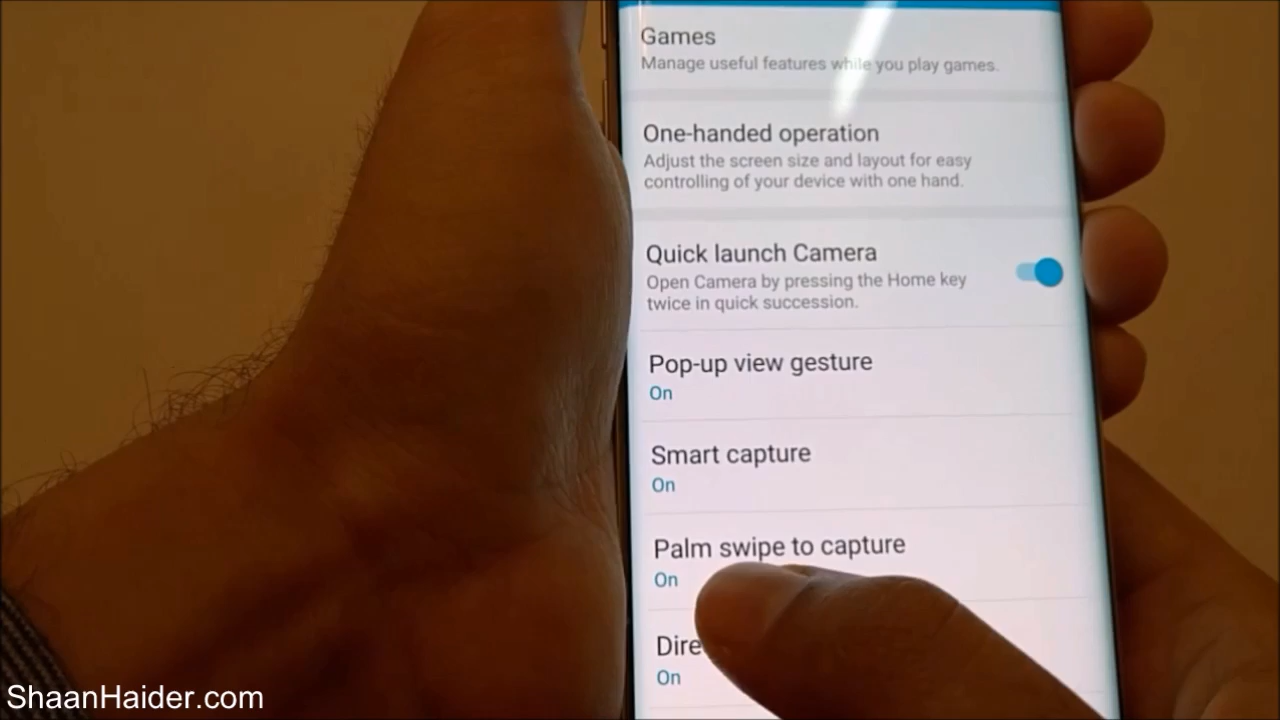 Games
Manage useful features while you play games.
One-handed operation
Adjust the screen size and layout for easy
controlling of your device with one hand.
Quick launch Camera
Open Camera by pressing the Home key
twice in quick succession.
Pop-up view gesture
On
Smart capture
On
Palm swipe to capture
On
Dire
On
ShaanHaider.com